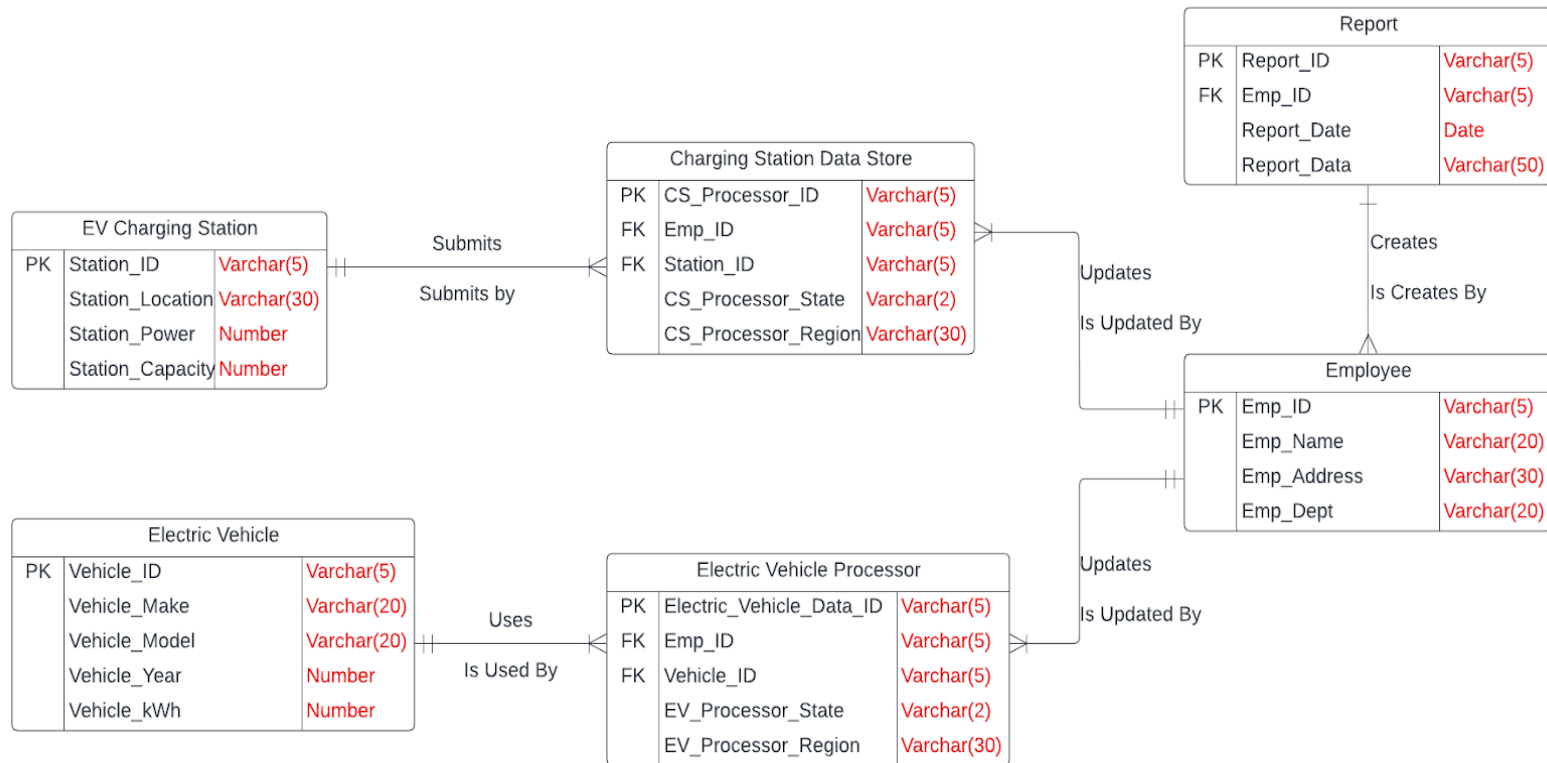 Report
PK Report_ID Varchar(5)
FK Emp_ID Varchar(5)
Report_Date Date
Report_Data Varchar(50)
Charging Station Data Store
PK CS_Processor_ID Varchar(5)
FK Emp_ID Varchar(5)
FK Station_ID Varchar(5)
CS_Processor_State Varchar(2)
CS_Processor_Region Varchar(30)
EV Charging Station
PK Station_ID Varchar(5)
Station_Location Varchar(30)
Station_Power Number
Station_Capacity Number
Submits
Submits by
Updates
Is Updated By
Creates
Is Creates By
Employee
PK Emp_ID Varchar(5)
Emp_Name Varchar(20)
Emp_Address Varchar(30)
Emp_Dept Varchar(20)
Electric Vehicle
PK Vehicle_ID Varchar(5)
Vehicle_Make Varchar(20)
Vehicle_Model Varchar(20)
Vehicle_Year Number
Vehicle_kWh Number
Uses
Is Used By
Electric Vehicle Processor
PK Electric_Vehicle_Data_ID Varchar(5)
FK Emp_ID Varchar(5)
FK Vehicle_ID Varchar(5)
EV_Processor_State Varchar(2)
EV_Processor_Region Varchar(30)
Updates
Is Updated By